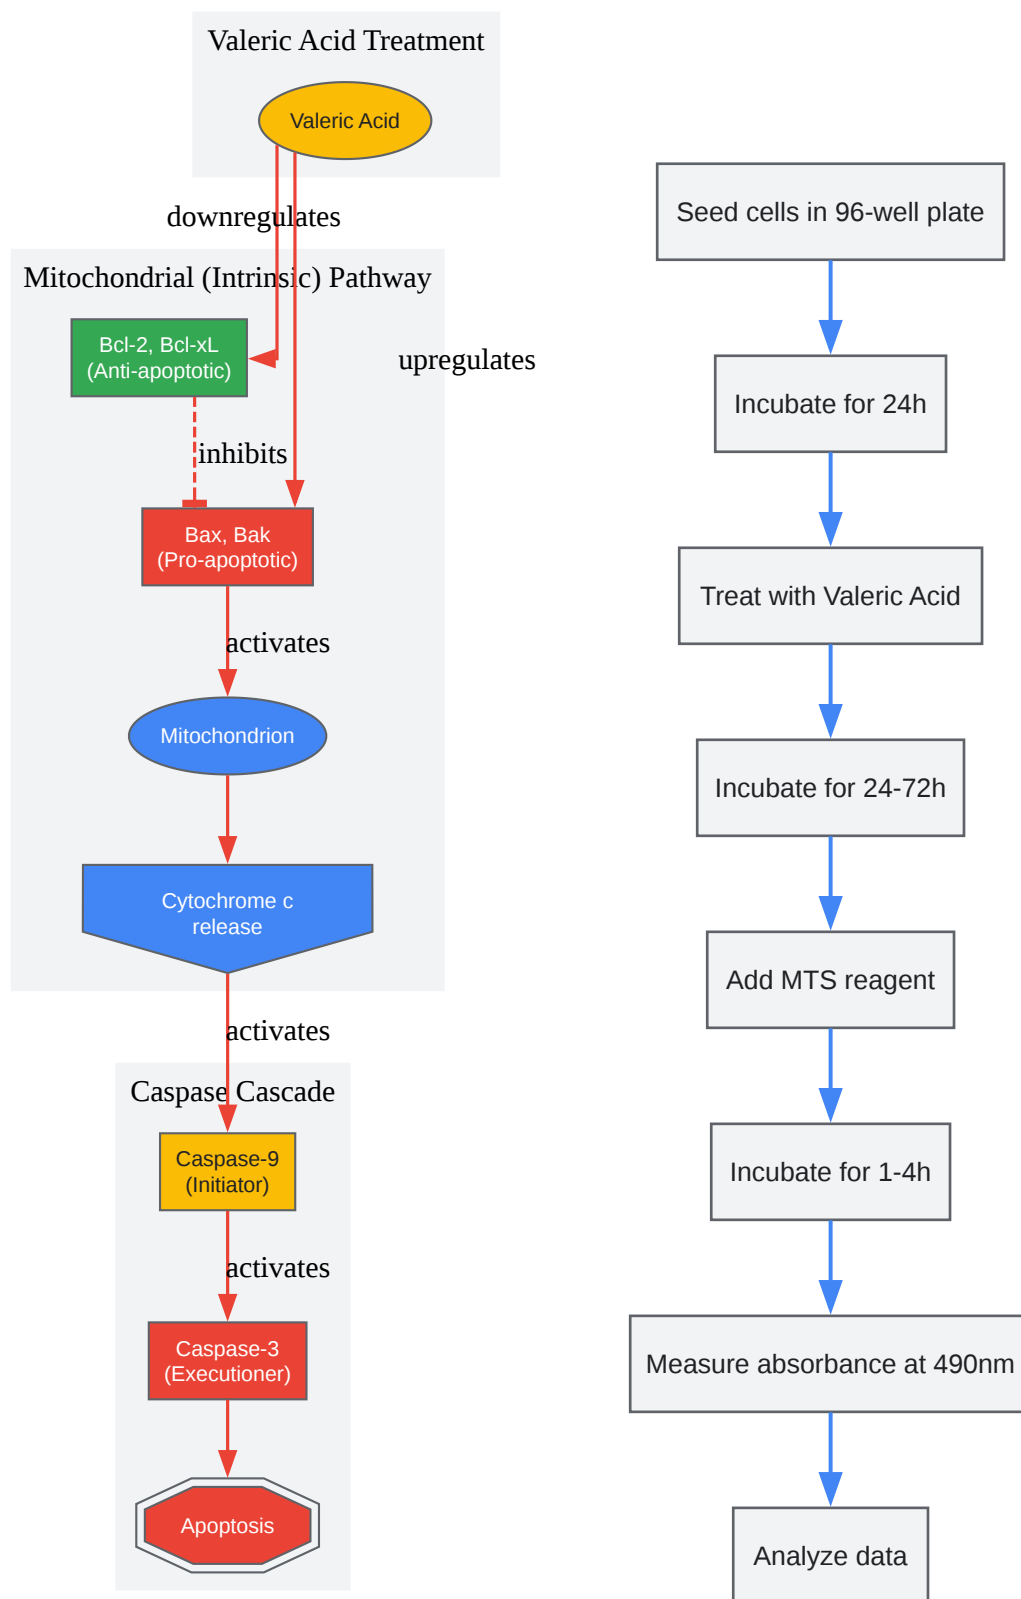 Valeric Acid Treatment
Valeric Acid
downregulates
Mitochondrial (Intrinsic) Pathway
Bcl-2, Bcl-xL
(Anti-apoptotic)
upregulates
inhibits
Bax, Bak
(Pro-apoptotic)
activates
Mitochondrion
Cytochrome c
release
activates
Caspase Cascade
Caspase-9
(Initiator)
activates
Caspase-3
(Executioner)
Apoptosis
Seed cells in 96-well plate
Incubate for 24h
Treat with Valeric Acid
Incubate for 24-72h
Add MTS reagent
Incubate for 1-4h
Measure absorbance at 490nm
Analyze data